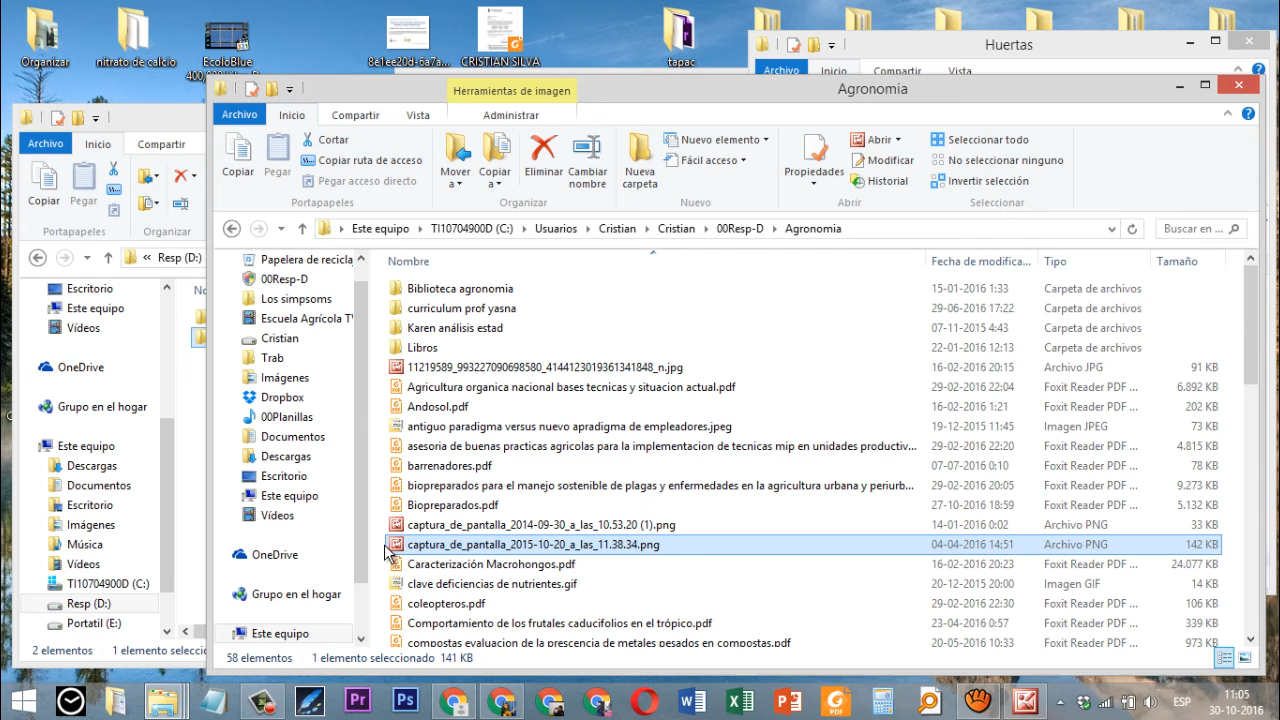 Organizar
nitrato de calcio
EcoloBlue
8e1ee20d-6a7a...
CRISTIAN SILVA
tapac
Huertas
Archivo
Inicio
Compartir
Vista
Herramientas de imagen
Agronomia
Archivo
Inicio
Compartir
Vista
Administrar
Copiar
Pegar
Cortar
Copiar ruta de acceso
Pegar acceso directo
Portapapeles
Mover a
Copiar a
Eliminar
Cambiar nombre
Organizar
Nueva carpeta
Nuevo elemento
Fácil acceso
Nuevo
Propiedades
Abrir
Modificar
Historial
Abrir
Seleccionar todo
No seleccionar ninguno
Invertir selección
Seleccionar
Este equipo
TI10704900D (C:)
Usuarios
Cristian
Cristian
00Resp-D
Agronomia
Buscar en ...
Nombre
Fecha de modifica...
Tipo
Tamaño
Biblioteca agronomia 15-01-2016 1:33 Carpeta de archivos
curriculum prof yasna 29-06-2016 17:22 Carpeta de archivos
Karen análisis estad 07-11-2015 4:43 Carpeta de archivos
Libros 22-01-2016 12:13 Carpeta de archivos
11219589_993227090698580_4144123019361341848_n.jpg 16-02-2016 20:15 Archivo JPG 91 KB
Agricultura organica nacional bases tecnicas y situacion actual.pdf 29-02-2016 22:04 Foxit Reader PDF ... 6.892 KB
Andosol.pdf 16-02-2016 1:21 Foxit Reader PDF ... 202 KB
antiguo paradigma versus nuevo apradigma de empleadores.jpeg 19-12-2015 11:45 Imagen JPEG 73 KB
asesoria de buenas practicas agricolas para la implementacion de tecnicas mip en unidades productiv... 29-02-2016 22:20 Foxit Reader PDF ... 4.815 KB
barrenadores.pdf 07-07-2016 0:10 Foxit Reader PDF ... 78 KB
biopreparados para el manejo sostenible de plagas y enfermedades en la agricultura urbana y periurb... 29-02-2016 20:05 Foxit Reader PDF ... 9.273 KB
Biopreparados.pdf 27-10-2016 18:59 Foxit Reader PDF ... 5.132 KB
captura_de_pantalla_2014-09-30_a_las_10.53.20 (1).png 14-01-2016 0:02 Archivo PNG 33 KB
captura_de_pantalla_2015-10-20_a_las_11.38.34.png 04-04-2016 14:51 Archivo PNG 142 KB
Caracterización Macrohongos.pdf 16-02-2016 20:23 Foxit Reader PDF ... 24.077 KB
clave deficiencias de nutrientes.gif 20-12-2015 20:00 Imagen GIF 14 KB
coleopteros.pdf 29-02-2016 22:30 Foxit Reader PDF ... 106 KB
Comportamiento de los frutales caducifolios en el trópico.pdf 23-04-2016 0:57 Foxit Reader PDF ... 339 KB
compostas evaluacion de la prescencia de metales pesados en compostas.pdf 20-05-2016 10:33 Foxit Reader PDF ...
Papelera de recicla
00Resp-D
Los simpsoms
Escuela Agrícola T
Cristian
Trab
Imágenes
Dropbox
00Planillas
Documentos
Descargas
Escritorio
Este equipo
Vídeos
OneDrive
Grupo en el hogar
Este equipo
58 elementos
1 elemento seleccionado 141 KB
Archivo
Inicio
Compartir
Copiar
Pegar
Portapapeles
Organizar
Resp (D:)
Escritorio
Este equipo
Vídeos
OneDrive
Grupo en el hogar
Este equipo
Descargas
Documentos
Escritorio
Imágenes
Música
Vídeos
TI10704900D (C:)
Resp (D:)
Portatil (E:)
2 elementos
1 elemento selecci
Pr
Ps
PDF
ESP
11:05
30-10-2016